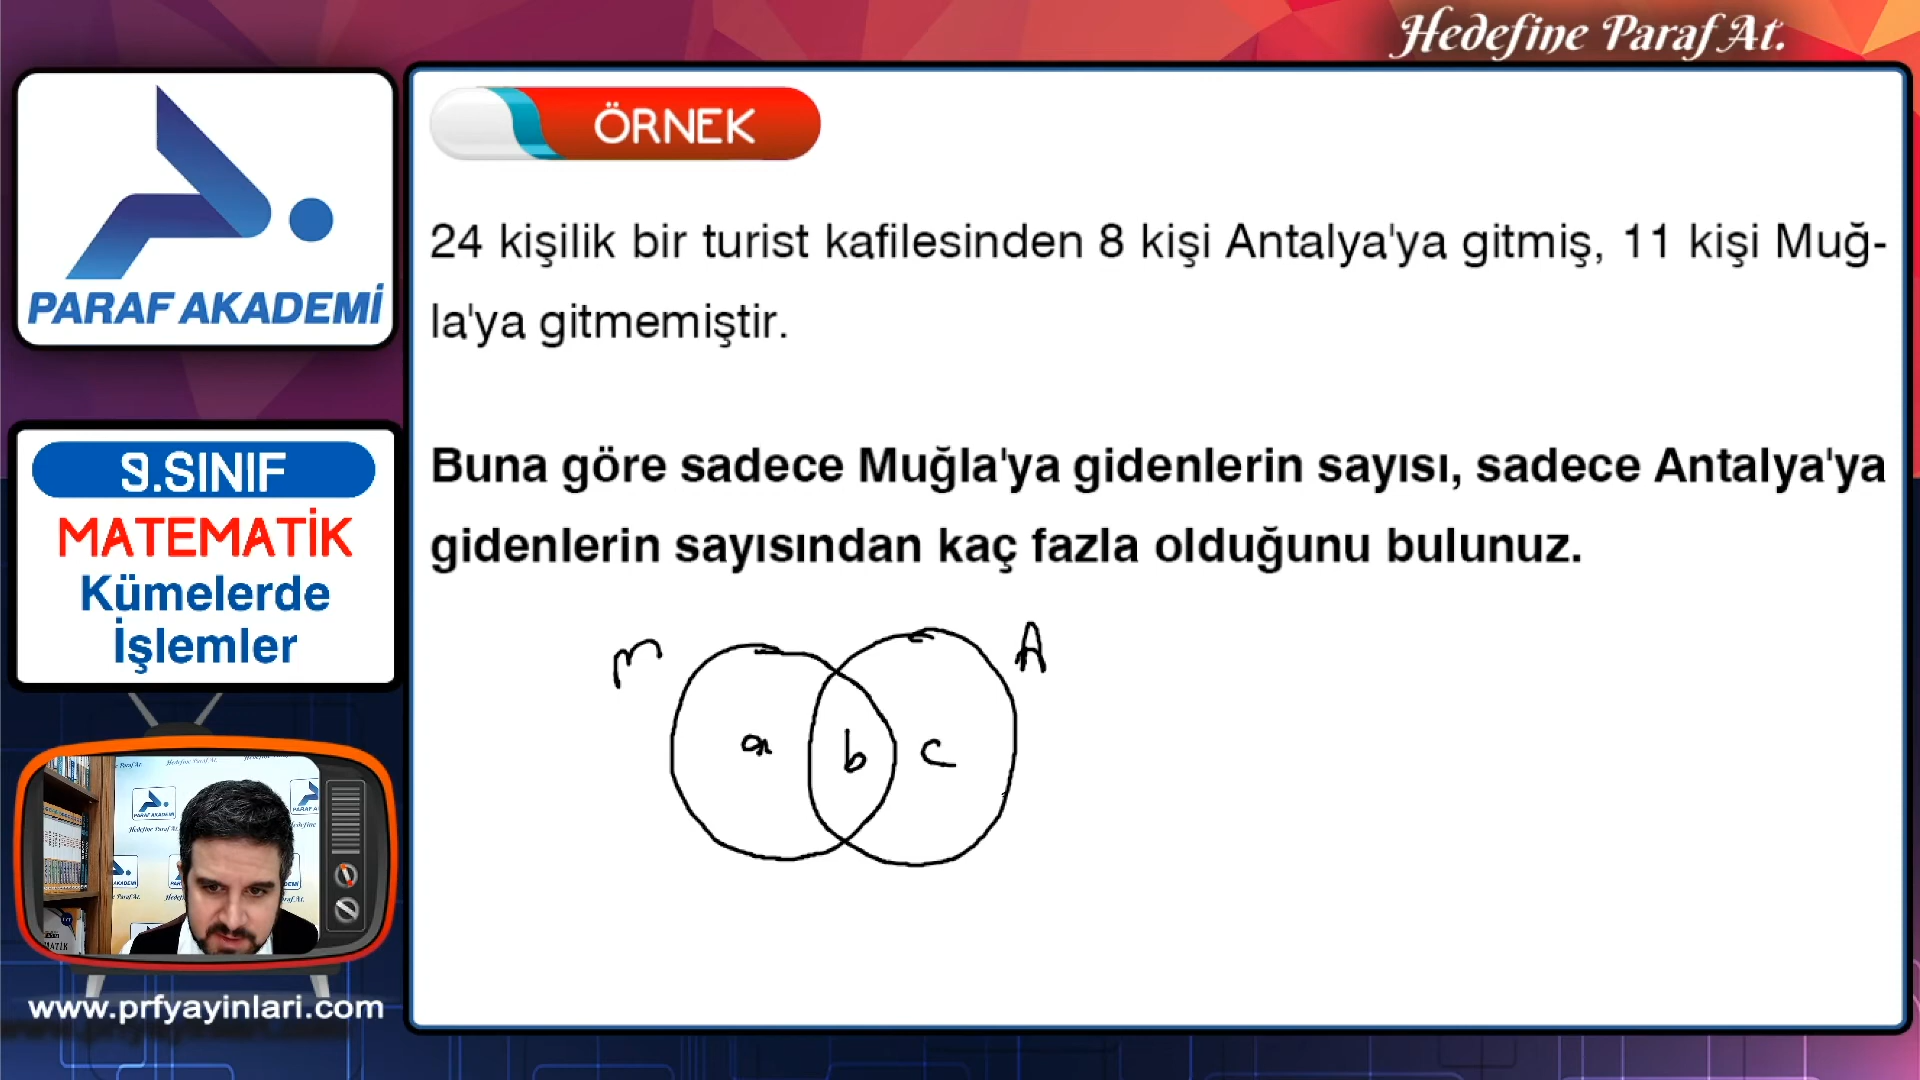 Hedefine Paraf At.
PARAF AKADEMİ
9.SINIF
MATEMATİK
Kümelerde
İşlemler
www.prfyayinlari.com
ÖRNEK
24 kişilik bir turist kafilesinden 8 kişi Antalya'ya gitmiş, 11 kişi Muğ-
la'ya gitmemiştir.
Buna göre sadece Muğla'ya gidenlerin sayısı, sadece Antalya'ya
gidenlerin sayısından kaç fazla olduğunu bulunuz.
M A
a b c